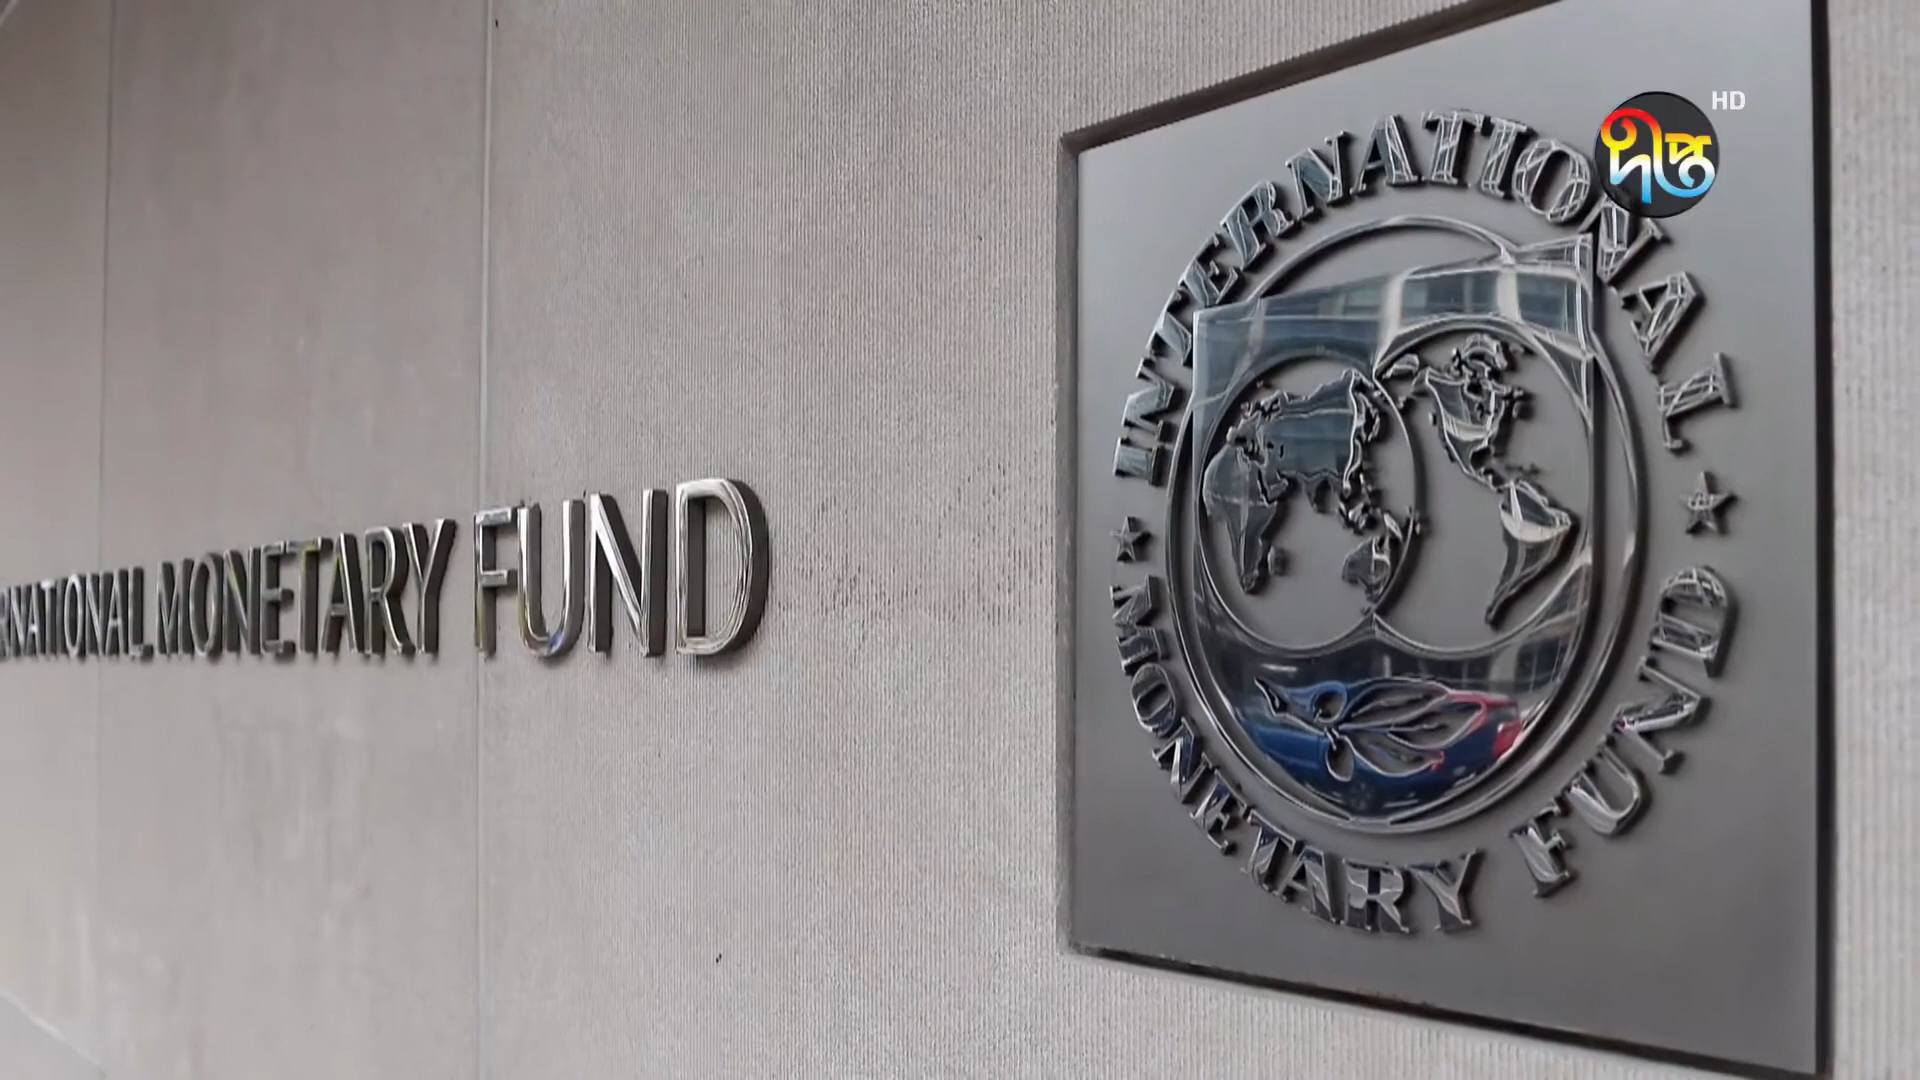 NATIONAL MONETARY FUND
INTERNATIONAL
MONETARY FUND
দীপ্ত
HD